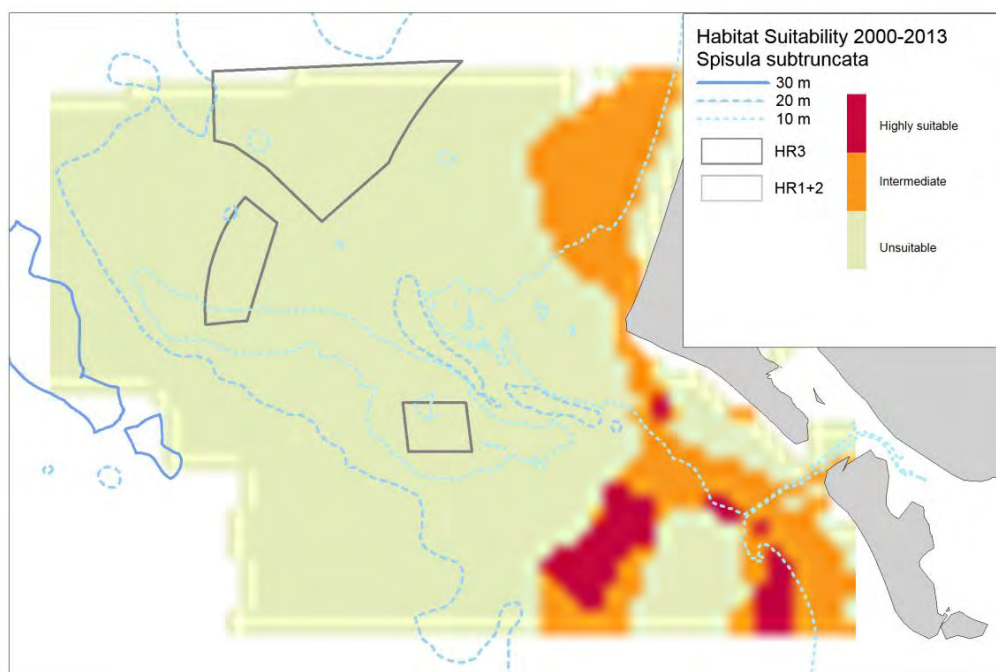 Habitat Suitability 2000-2013
Spisula subtruncata
30 m
20 m
10 m
HR3
HR1+2
Highly suitable
Intermediate
Unsuitable